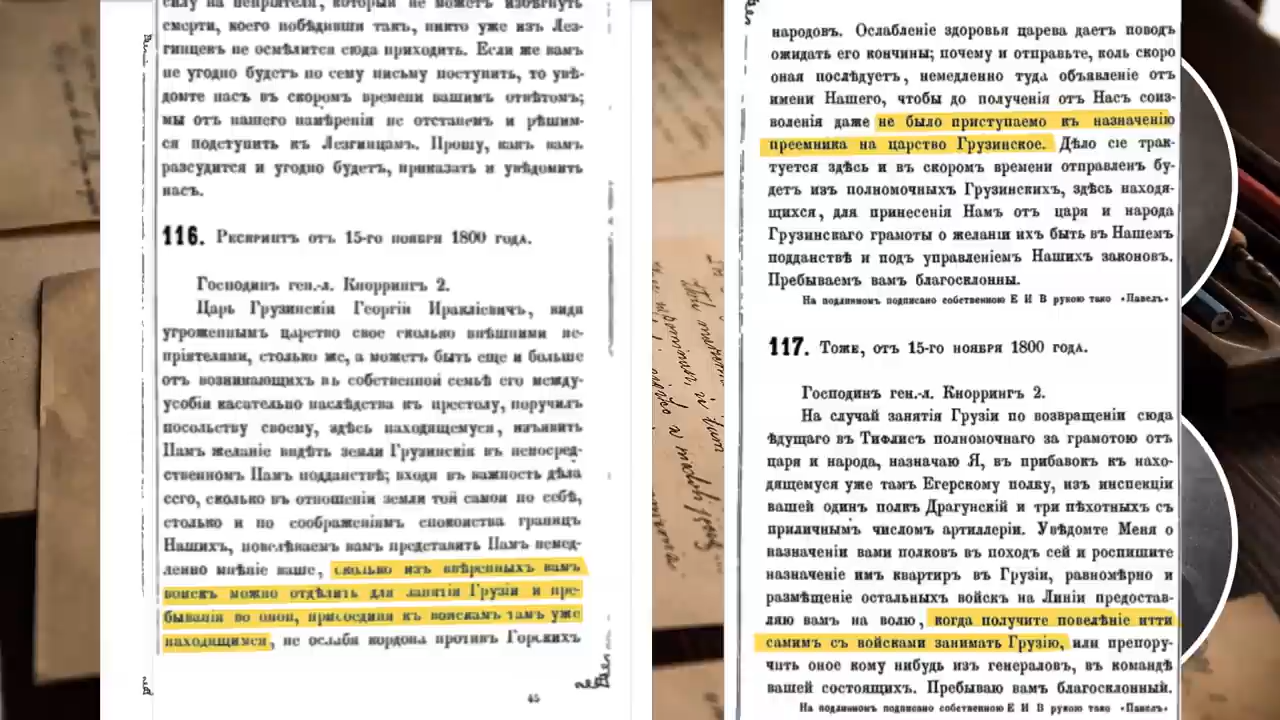 силу на непріятеля, который не можетъ избѣгнуть
смерти, коего побѣдивши такъ, никто уже изъ Лез-
гинцевъ не осмѣлится сюда приходить. Если же вамъ
не угодно будетъ по сему письму поступить, то увѣ-
домте насъ въ скоромъ времени вашимъ отвѣтомъ;
мы отъ нашего намѣренія не отстанемъ и рѣшим-
ся подступить къ Лезгинцамъ. Прошу, какъ вамъ
разсудится и угодно будетъ, приказать и увѣдомить
насъ.
116. Рескриптъ отъ 15-го ноября 1800 года.
Господинъ ген.-л. Кноррингъ 2.
Царь Грузинскій Георгій Иракліевичъ, видя
угроженнымъ царство свое сколько внѣшними не-
пріятелями, столько же, а можетъ быть еще и больше
отъ возникающихъ въ собственной семьѣ его между-
усобій касательно наслѣдства къ престолу, поручилъ
посольству своему, здѣсь находящемуся, изъявить
Намъ желаніе видѣть земли Грузинскія въ непосред-
ственномъ Намъ подданствѣ; входя въ важность дѣла
сего, сколько въ отношеніи земли той самой по себѣ,
столько и по соображеніямъ спокойства границъ
Нашихъ, повелѣваемъ вамъ представить Намъ немед-
ленно мнѣніе ваше, сколько изъ ввѣренныхъ вамъ
войскъ можно отдѣлить для занятія Грузіи и пре-
быванія во оной, присоединя къ войскамъ тамъ уже
находящимся, не ослабя кордона противъ Горскихъ
45
народовъ. Ослабленіе здоровья царева даетъ поводъ
ожидать его кончины; почему и отправьте, коль скоро
оная послѣдуетъ, немедленно туда объявленіе отъ
имени Нашего, чтобы до полученія отъ Насъ соиз-
воленія даже не было приступаемо къ назначенію
преемника на царство Грузинское. Дѣло сіе трак-
туется здѣсь и въ скоромъ времени отправленъ бу-
детъ изъ полномочныхъ Грузинскихъ, здѣсь находя-
щихся, для принесенія Намъ отъ царя и народа
Грузинскаго грамоты о желаніи ихъ быть въ Нашемъ
подданствѣ и подъ управленіемъ Нашихъ законовъ.
Пребываемъ вамъ благосклонны.
На подлинномъ подписано собственною Е И В рукою тако «Павелъ»
117. Тоже, отъ 15-го ноября 1800 года.
Господинъ ген.-л. Кноррингъ 2.
На случай занятія Грузіи по возвращеніи сюда
ѣдущаго въ Тифлисъ полномочнаго за грамотою отъ
царя и народа, назначаю Я, въ прибавокъ къ нахо-
дящемуся уже тамъ Егерскому полку, изъ инспекціи
вашей одинъ полкъ Драгунскій и три пѣхотныхъ съ
приличнымъ числомъ артиллеріи. Увѣдомте Меня о
назначеніи вами полковъ въ походъ сей и роспишите
назначеніе имъ квартиръ въ Грузіи, равномѣрно и
размѣщеніе остальныхъ войскъ на Линіи предостав-
ляю вамъ на волю, когда получите повелѣніе итти
самимъ съ войсками занимать Грузію, или препору-
чить оное кому нибудь изъ генераловъ, въ командѣ
вашей состоящихъ. Пребываю вамъ благосклонный.
На подлинномъ подписано собственною Е И В рукою тако «Павелъ»